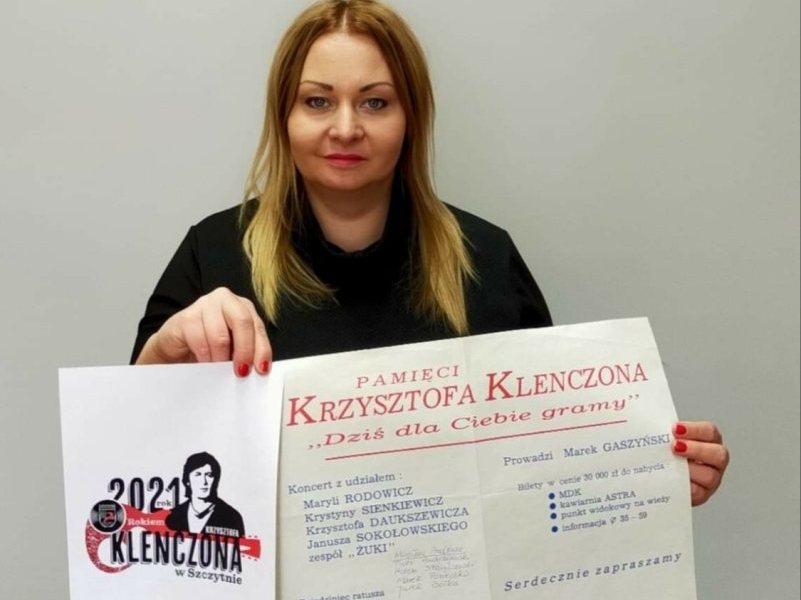 2021 rok
Rokiem
KRZYSZTOFA
KLENCZONA
w Szczytnie
PAMIĘCI
KRZYSZTOFA KLENCZONA
„Dziś dla Ciebie gramy”
Koncert z udziałem :
Maryli RODOWICZ
Krystyny SIENKIEWICZ
Krzysztofa DAUKSZEWICZA
Janusza SOKOŁOWSKIEGO
zespół „ŻUKI”
ratusza
Prowadzi Marek GASZYŃSKI
Bilety w cenie 30 000 zł do nabycia :
MDK
kawiarnia ASTRA
punkt widokowy na wieży
informacja 35 – 59
Serdecznie zapraszamy